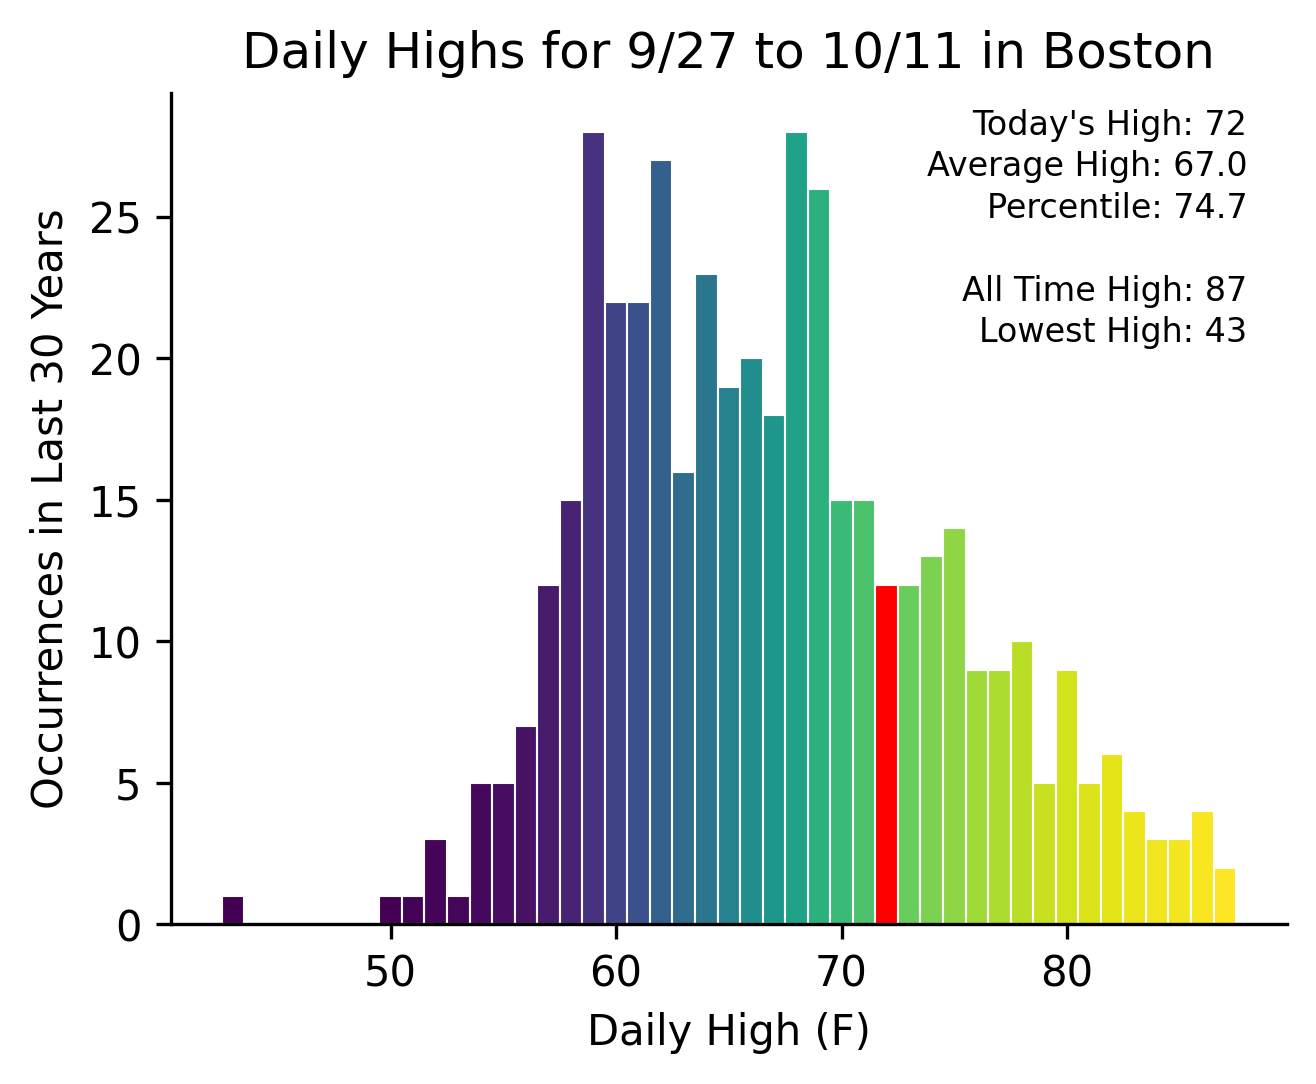 Daily Highs for 9/27 to 10/11 in Boston
Today's High: 72
Average High: 67.0
Percentile: 74.7
All Time High: 87
Lowest High: 43
Occurrences in Last 30 Years
25
20
15
10
5
0
50 60 70 80
Daily High (F)